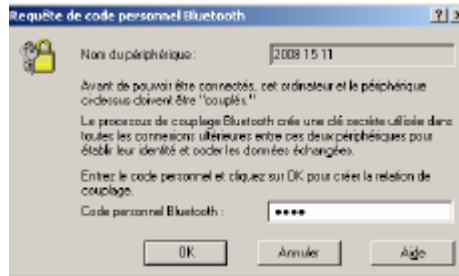 Requête de code personnel Bluetooth
Nom du périphérique : 2008 15 11
Avant de pouvoir être connectés, cet ordinateur et le périphérique
ci-dessus doivent être "couplés."
Le processus de couplage Bluetooth crée une clé secrète utilisée dans
toutes les connexions ultérieures entre ces deux périphériques pour
établir leur identité et coder les données échangées.
Entrez le code personnel et cliquez sur OK pour créer la relation de
couplage.
Code personnel Bluetooth : ••••
OK Annuler Aide